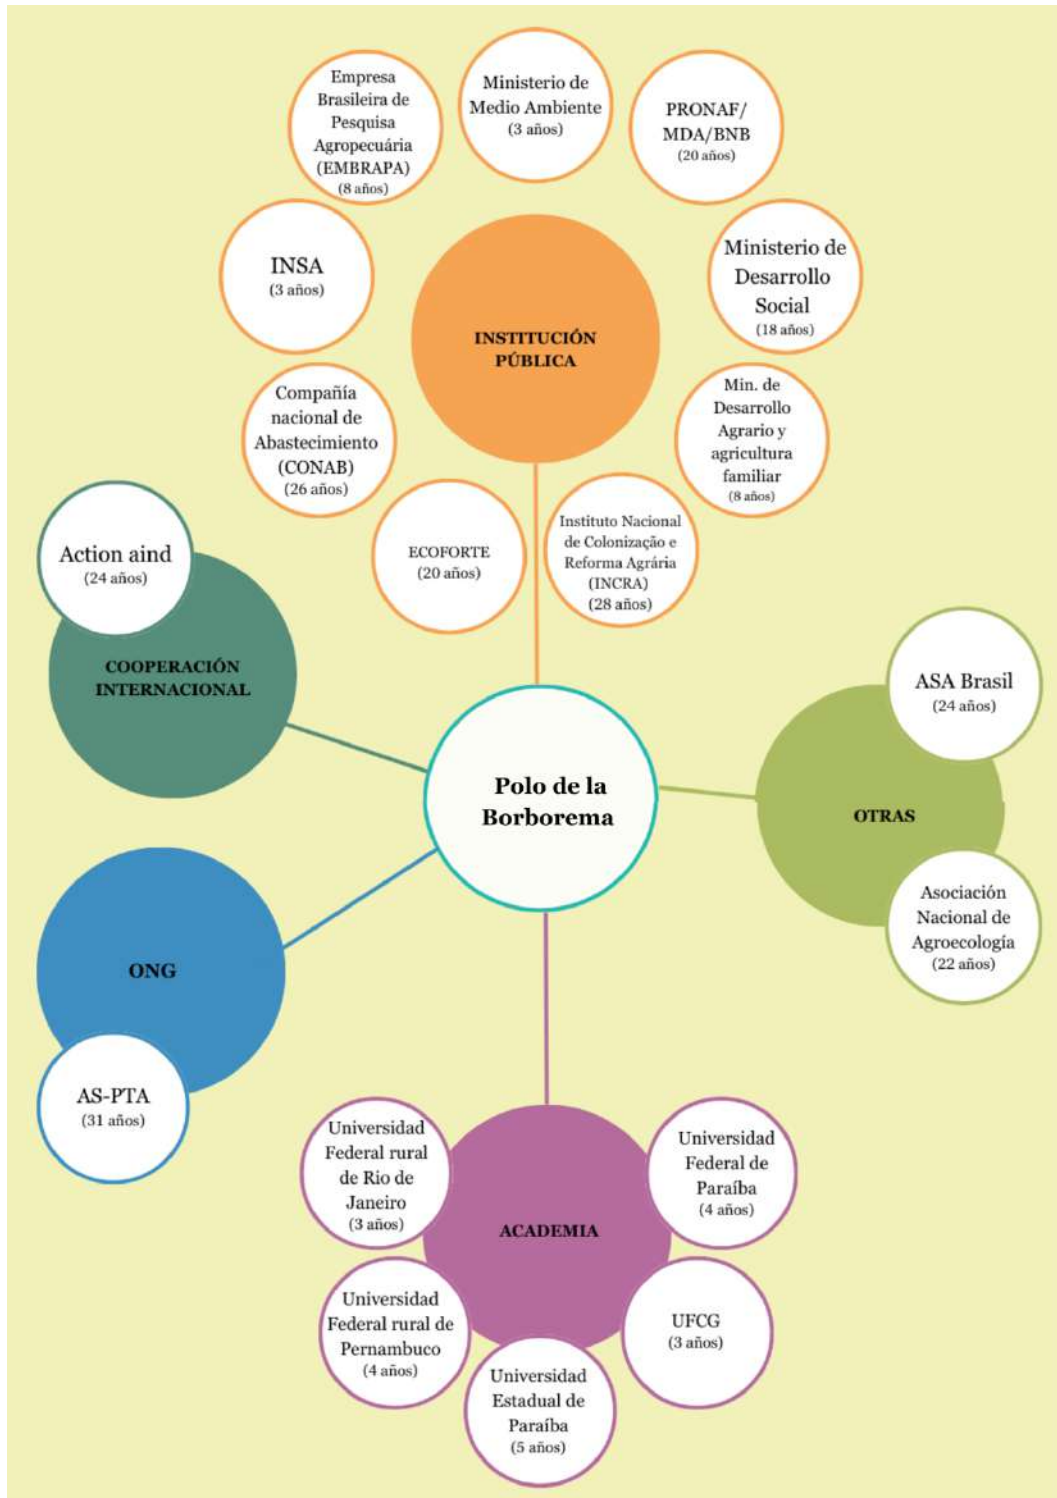 Empresa
Brasileira de
Pesquisa
Agropecuária
(EMBRAPA)
(8 años)
Ministerio de
Medio Ambiente
(3 años)
PRONAF/
MDA/BNB
(20 años)
INSA
(3 años)
Ministerio de
Desarrollo
Social
(18 años)
INSTITUCIÓN
PÚBLICA
Compañía
nacional de
Abastecimiento
(CONAB)
(26 años)
Min. de
Desarrollo
Agrario y
agricultura
familiar
(8 años)
ECOFORTE
(20 años)
Instituto Nacional
de Colonização e
Reforma Agrária
(INCRA)
(28 años)
Action aind
(24 años)
COOPERACIÓN
INTERNACIONAL
ASA Brasil
(24 años)
Polo de la
Borborema
OTRAS
Asociación
Nacional de
Agroecología
(22 años)
ONG
AS-PTA
(31 años)
Universidad
Federal rural
de Rio de
Janeiro
(3 años)
Universidad
Federal de
Paraíba
(4 años)
ACADEMIA
Universidad
Federal rural de
Pernambuco
(4 años)
UFCG
(3 años)
Universidad
Estadual de
Paraíba
(5 años)